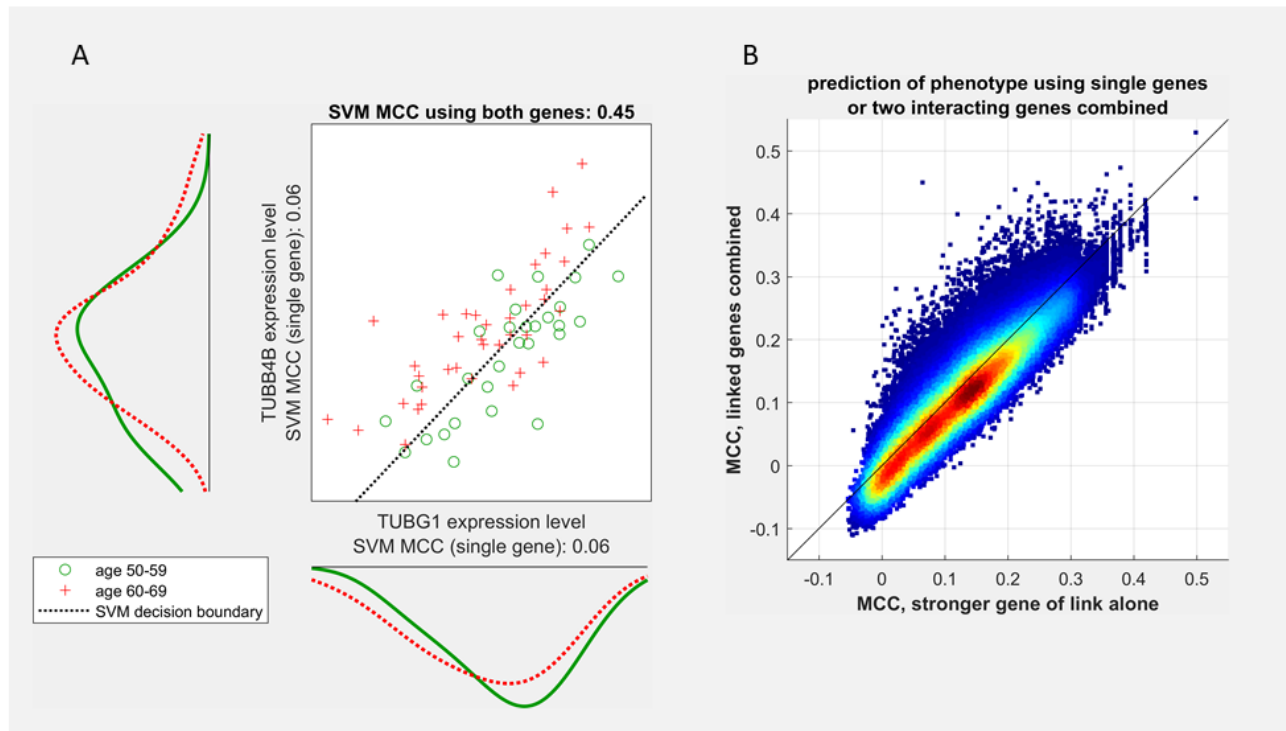 A
SVM MCC using both genes: 0.45
TUBB4B expression level
SVM MCC (single gene): 0.06
TUBG1 expression level
SVM MCC (single gene): 0.06
age 50-59
age 60-69
SVM decision boundary
B
prediction of phenotype using single genes
or two interacting genes combined
MCC, linked genes combined
0.5
0.4
0.3
0.2
0.1
0
-0.1
-0.1 0 0.1 0.2 0.3 0.4 0.5
MCC, stronger gene of link alone